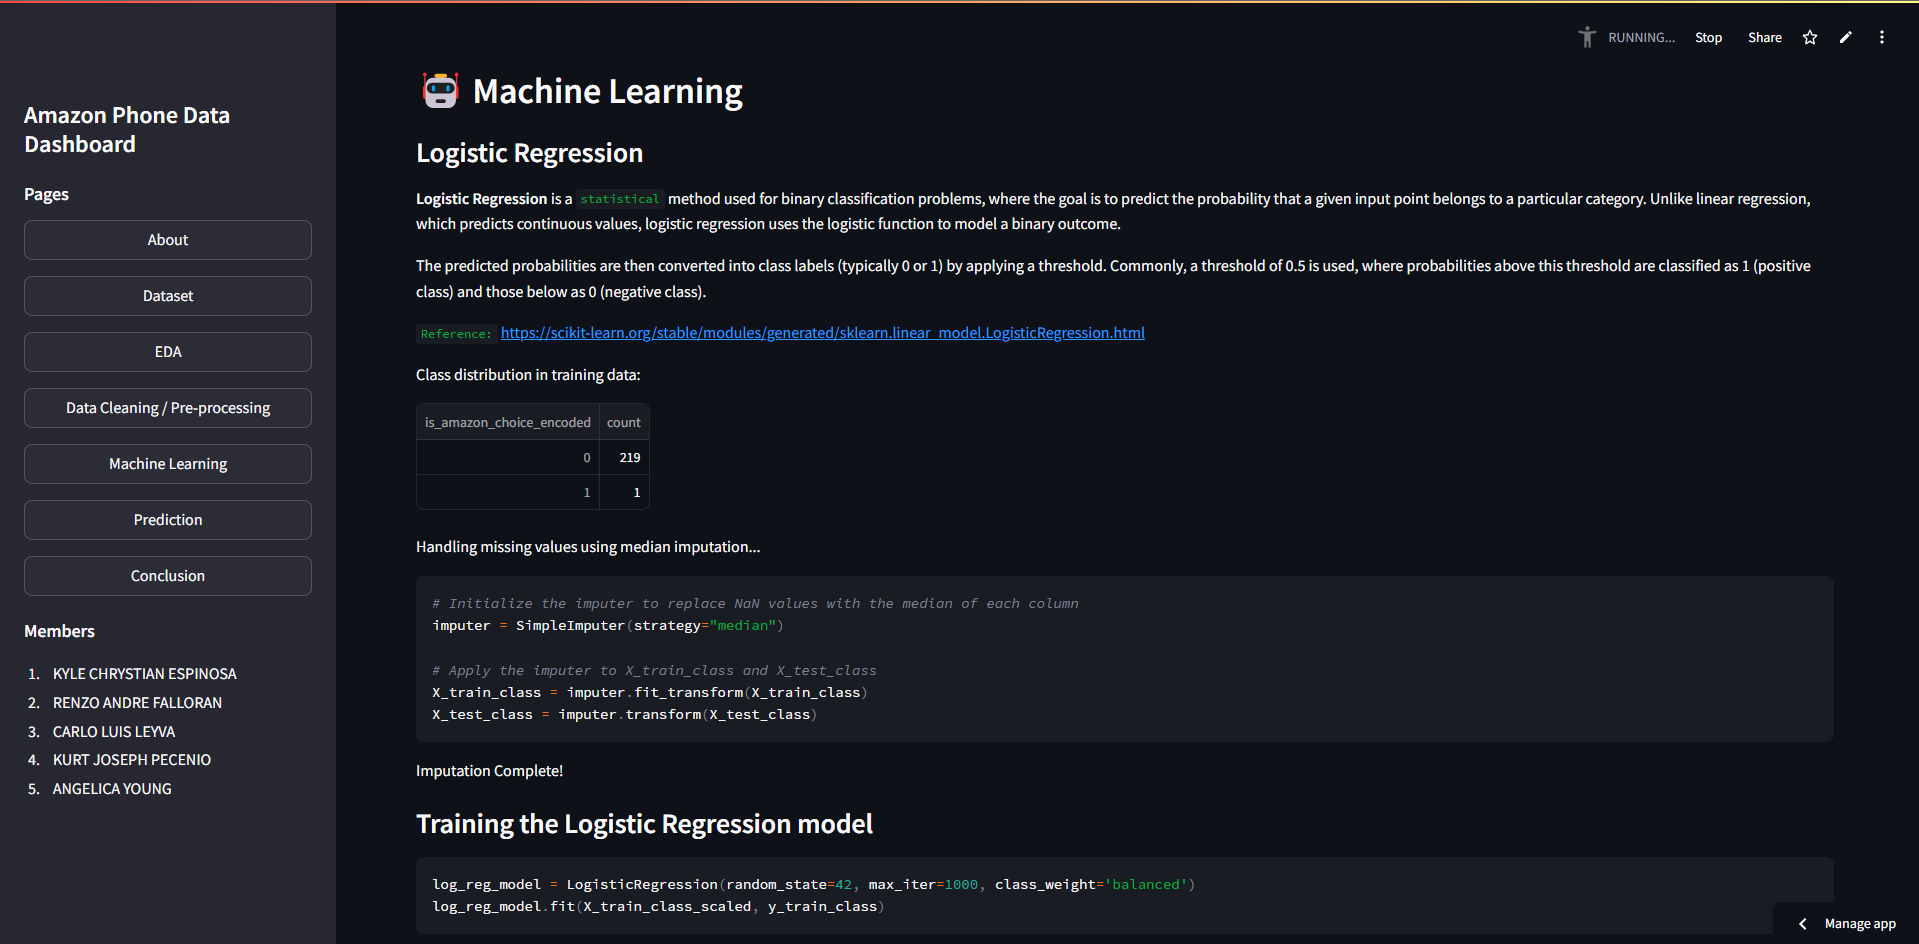 RUNNING...
Stop
Share
Amazon Phone Data
Dashboard
Pages
About
Dataset
EDA
Data Cleaning / Pre-processing
Machine Learning
Prediction
Conclusion
Members
1. KYLE CHRYSTIAN ESPINOSA
2. RENZO ANDRE FALLORAN
3. CARLO LUIS LEYVA
4. KURT JOSEPH PECENIO
5. ANGELICA YOUNG
Machine Learning
Logistic Regression
Logistic Regression is a statistical method used for binary classification problems, where the goal is to predict the probability that a given input point belongs to a particular category. Unlike linear regression,
which predicts continuous values, logistic regression uses the logistic function to model a binary outcome.
The predicted probabilities are then converted into class labels (typically 0 or 1) by applying a threshold. Commonly, a threshold of 0.5 is used, where probabilities above this threshold are classified as 1 (positive
class) and those below as 0 (negative class).
Reference: https://scikit-learn.org/stable/modules/generated/sklearn.linear_model.LogisticRegression.html
Class distribution in training data:
is_amazon_choice_encoded count
0 219
1 1
Handling missing values using median imputation...
# Initialize the imputer to replace NaN values with the median of each column
imputer = SimpleImputer(strategy="median")
# Apply the imputer to X_train_class and X_test_class
X_train_class = imputer.fit_transform(X_train_class)
X_test_class = imputer.transform(X_test_class)
Imputation Complete!
Training the Logistic Regression model
log_reg_model = LogisticRegression(random_state=42, max_iter=1000, class_weight='balanced')
log_reg_model.fit(X_train_class_scaled, y_train_class)
Manage app